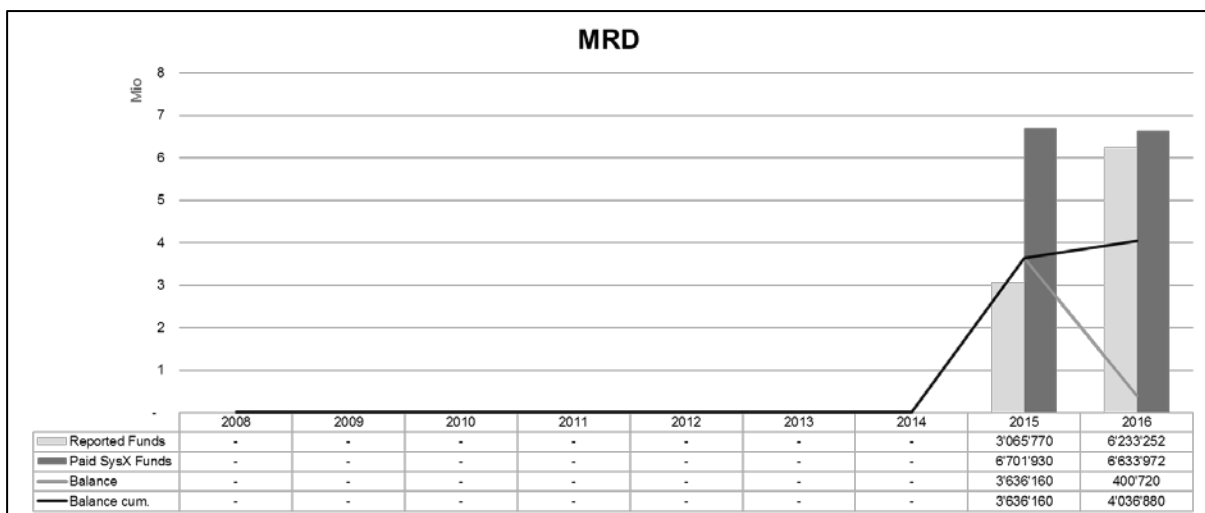 MRD
Mio
8
7
6
5
4
3
2
1
-
2008 2009 2010 2011 2012 2013 2014 2015 2016
Reported Funds - - - - - - - 3'065'770 6'233'252
Paid SysX Funds - - - - - - - 6'701'930 6'633'972
Balance - - - - - - - 3'636'160 400'720
Balance cum. - - - - - - - 3'636'160 4'036'880